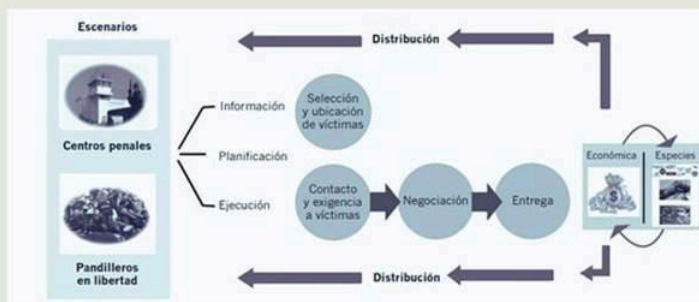 Escenarios
Distribución
Información
Selección
y ubicación
de víctimas
Centros penales
Planificación
Económica
Especies
$
Ejecución
Contacto
y exigencia
a víctimas
Negociación
Entrega
Pandilleros
en libertad
Distribución